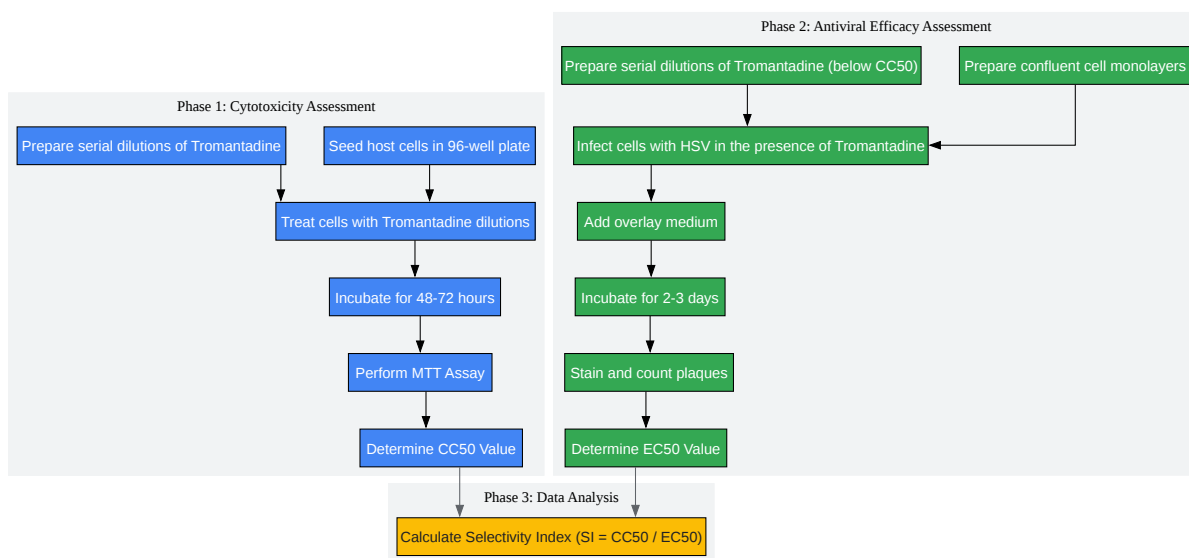 Phase 1: Cytotoxicity Assessment
Prepare serial dilutions of Tromantadine
Seed host cells in 96-well plate
Treat cells with Tromantadine dilutions
Incubate for 48-72 hours
Perform MTT Assay
Determine CC50 Value
Phase 2: Antiviral Efficacy Assessment
Prepare serial dilutions of Tromantadine (below CC50)
Prepare confluent cell monolayers
Infect cells with HSV in the presence of Tromantadine
Add overlay medium
Incubate for 2-3 days
Stain and count plaques
Determine EC50 Value
Phase 3: Data Analysis
Calculate Selectivity Index (SI = CC50 / EC50)